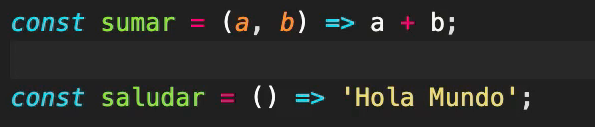 const sumar = (a, b) => a + b;
const saludar = () => 'Hola Mundo';